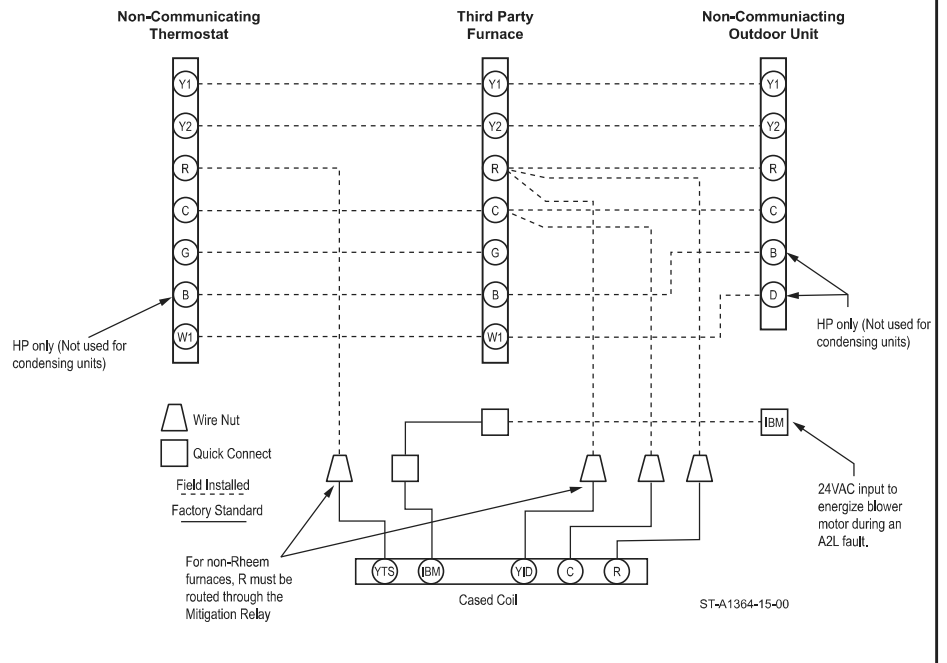 Non-Communicating
Thermostat
Third Party
Furnace
Non-Communiacting
Outdoor Unit
Y1
Y1
Y1
Y2
Y2
Y2
R
R
R
C
C
C
G
G
B
B
B
D
W1
W1
HP only (Not used for
condensing units)
HP only (Not used for
condensing units)
Wire Nut
Quick Connect
Field Installed
Factory Standard
IBM
24VAC input to
energize blower
motor during an
A2L fault.
For non-Rheem
furnaces, R must be
routed through the
Mitigation Relay
YTS
IBM
YID
C
R
Cased Coil
ST-A1364-15-00